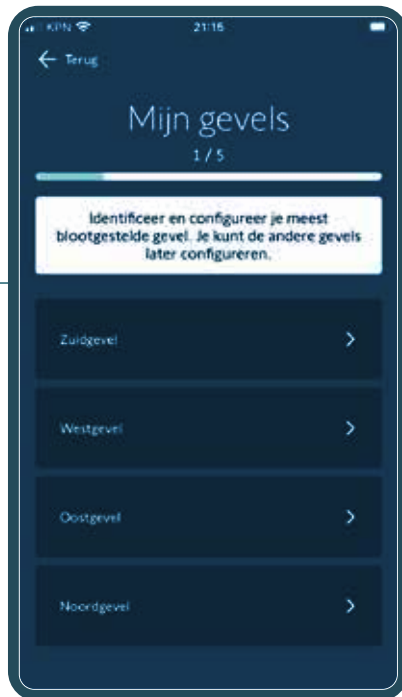 KPN 21:16
← Terug
Mijn gevels
1 / 5
Identificeer en configureer je meest
blootgestelde gevel. Je kunt de andere gevels
later configureren.
Zuidgevel
Westgevel
Oostgevel
Noordgevel